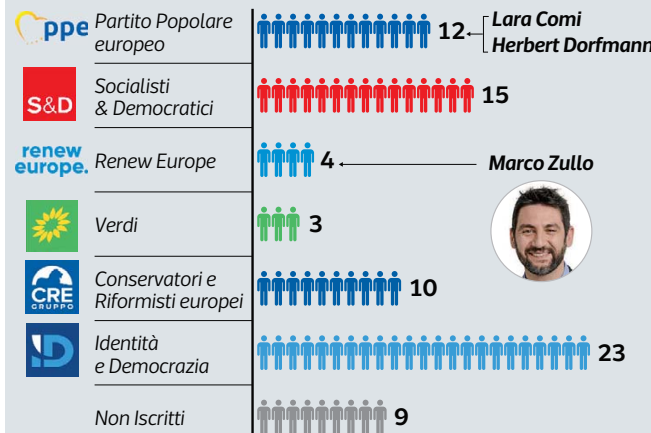 ppe
Partito Popolare
europeo
12
Lara Comi
Herbert Dorfmann
S&D
Socialisti
& Democratici
15
renew
europe.
Renew Europe
4
Marco Zullo
Verdi
3
CRE
GRUPPO
Conservatori e
Riformisti europei
10
ID
Identità
e Democrazia
23
Non Iscritti
9